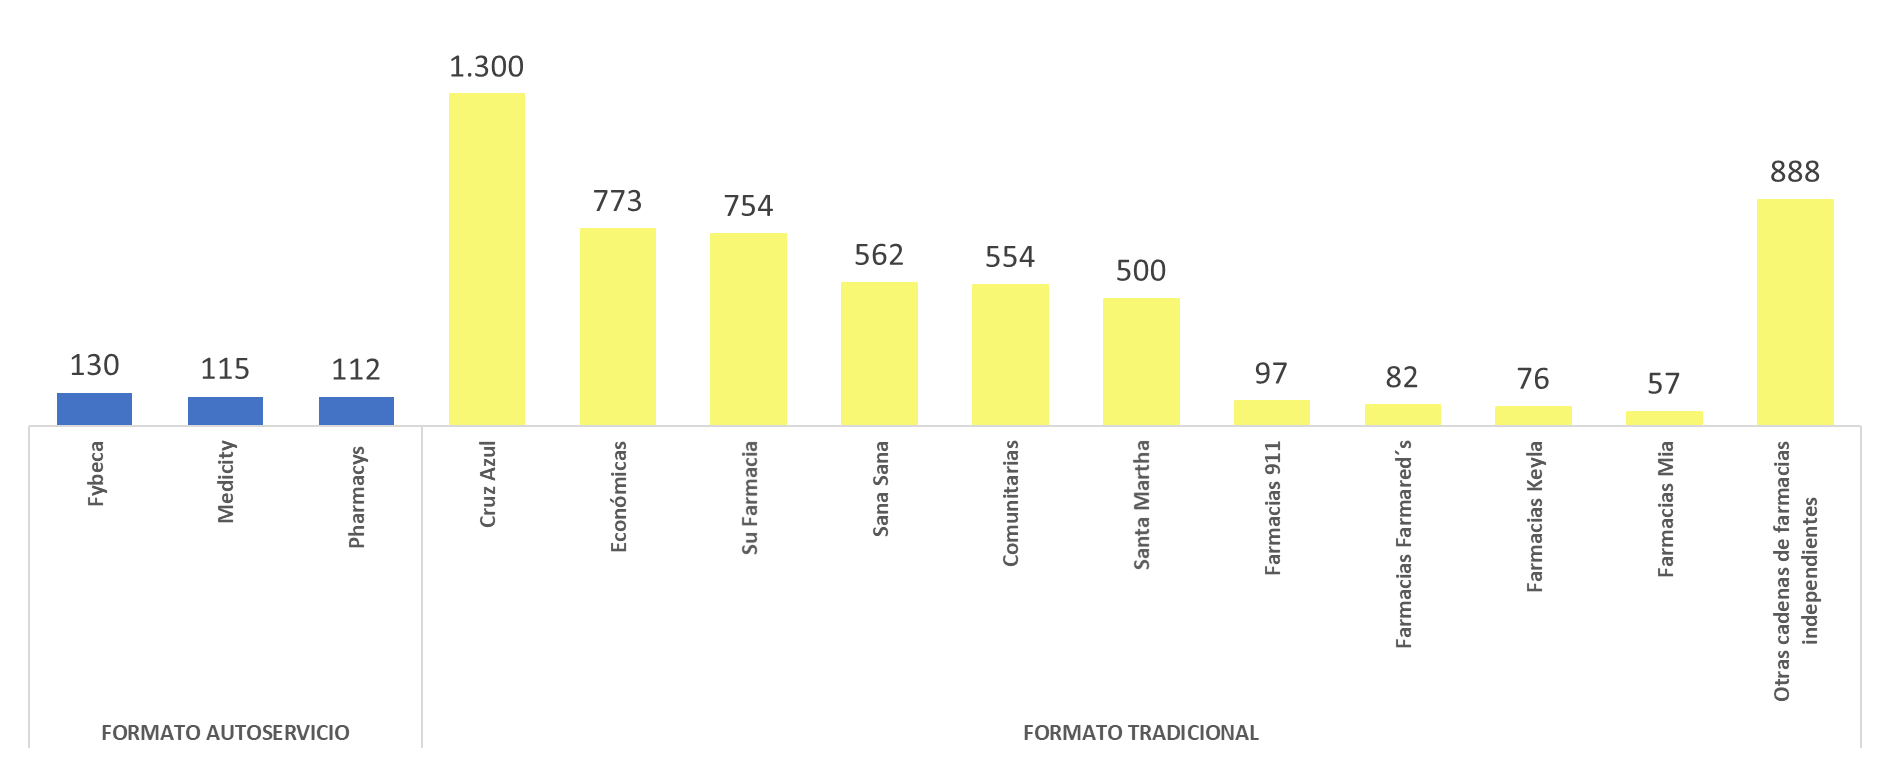 1.300
888
773
754
562
554
500
130
115
112
97
82
76
57
Fybeca
Medicity
Pharmacys
Cruz Azul
Económicas
Su Farmacia
Sana Sana
Comunitarias
Santa Martha
Farmacias 911
Farmacias Farmared´s
Farmacias Keyla
Farmacias Mia
Otras cadenas de farmacias
independientes
FORMATO AUTOSERVICIO
FORMATO TRADICIONAL